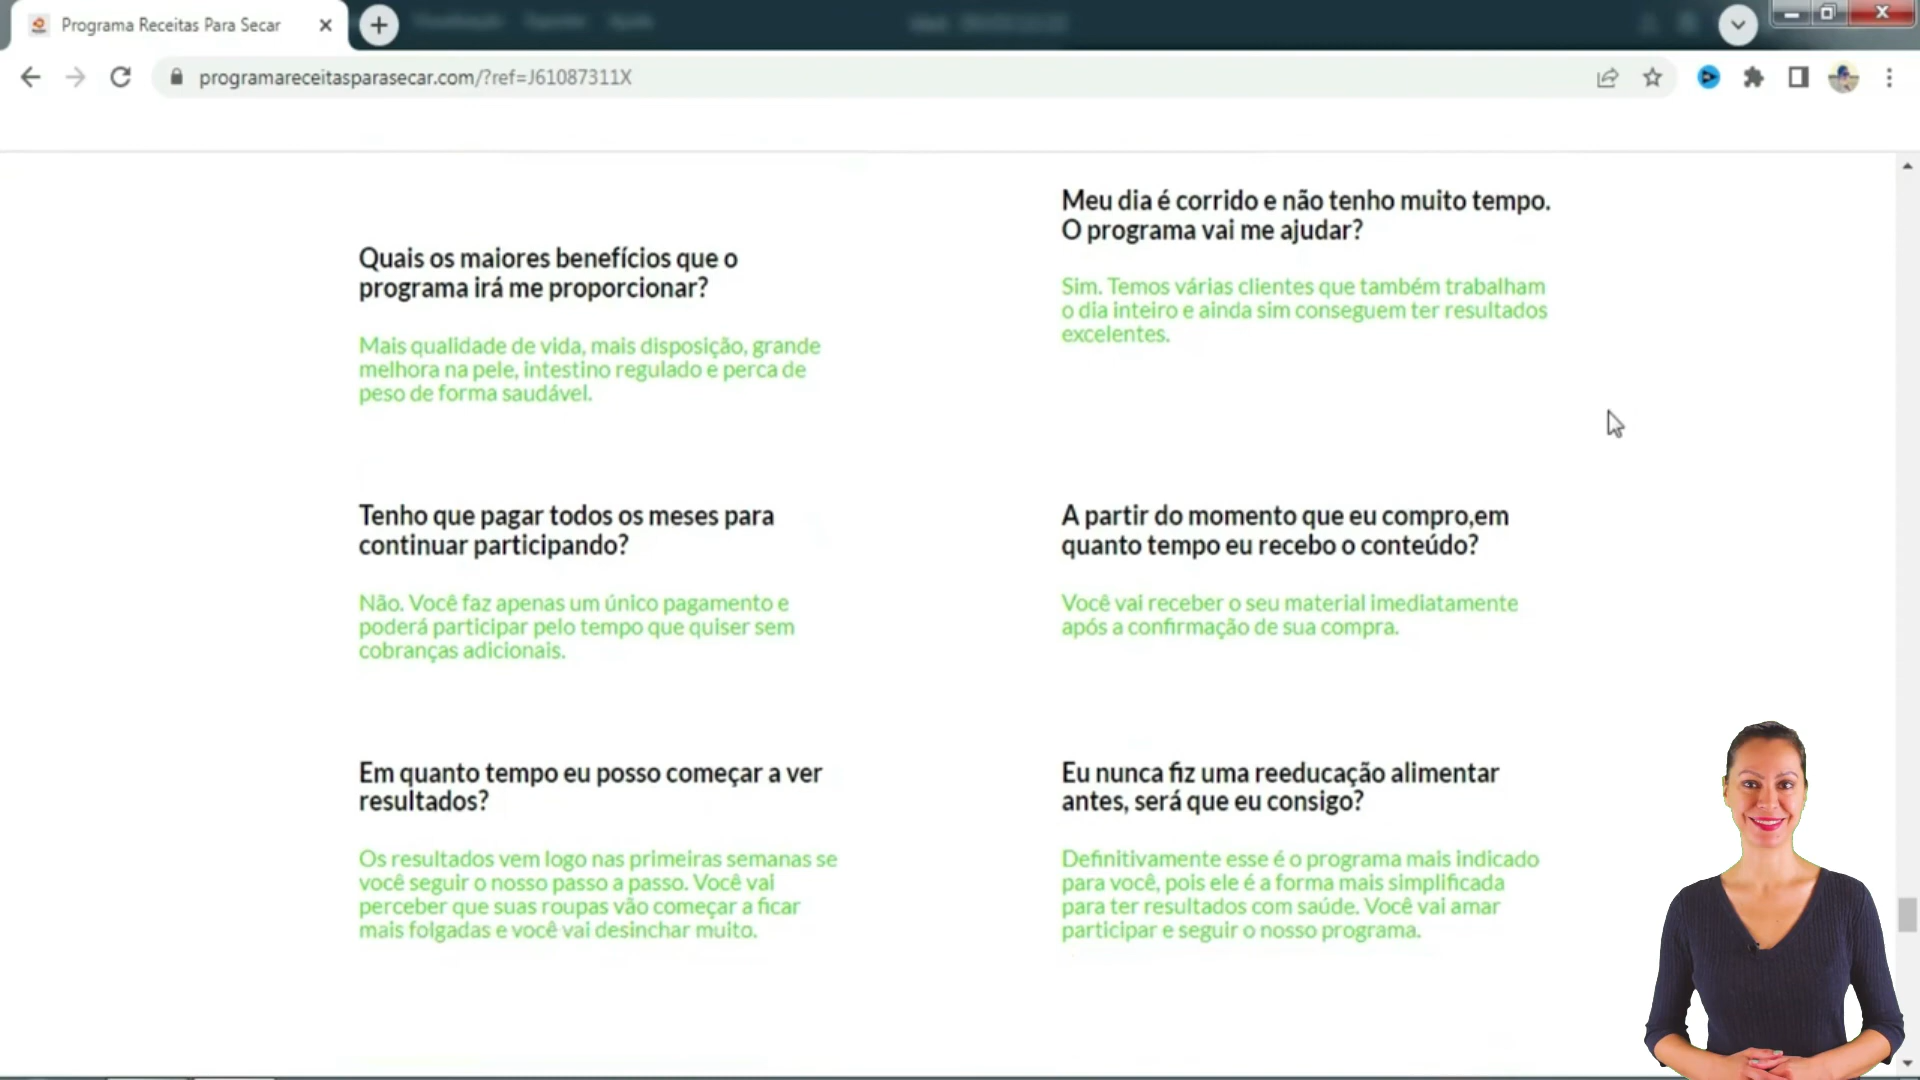 Programa Receitas Para Secar
programareceitasparasecar.com/?ref=J61087311X
Quais os maiores benefícios que o
programa irá me proporcionar?
Mais qualidade de vida, mais disposição, grande
melhora na pele, intestino regulado e perca de
peso de forma saudável.
Meu dia é corrido e não tenho muito tempo.
O programa vai me ajudar?
Sim. Temos várias clientes que também trabalham
o dia inteiro e ainda sim conseguem ter resultados
excelentes.
Tenho que pagar todos os meses para
continuar participando?
Não. Você faz apenas um único pagamento e
poderá participar pelo tempo que quiser sem
cobranças adicionais.
A partir do momento que eu compro,em
quanto tempo eu recebo o conteúdo?
Você vai receber o seu material imediatamente
após a confirmação de sua compra.
Em quanto tempo eu posso começar a ver
resultados?
Os resultados vem logo nas primeiras semanas se
você seguir o nosso passo a passo. Você vai
perceber que suas roupas vão começar a ficar
mais folgadas e você vai desinchar muito.
Eu nunca fiz uma reeducação alimentar
antes, será que eu consigo?
Definitivamente esse é o programa mais indicado
para você, pois ele é a forma mais simplificada
para ter resultados com saúde. Você vai amar
participar e seguir o nosso programa.